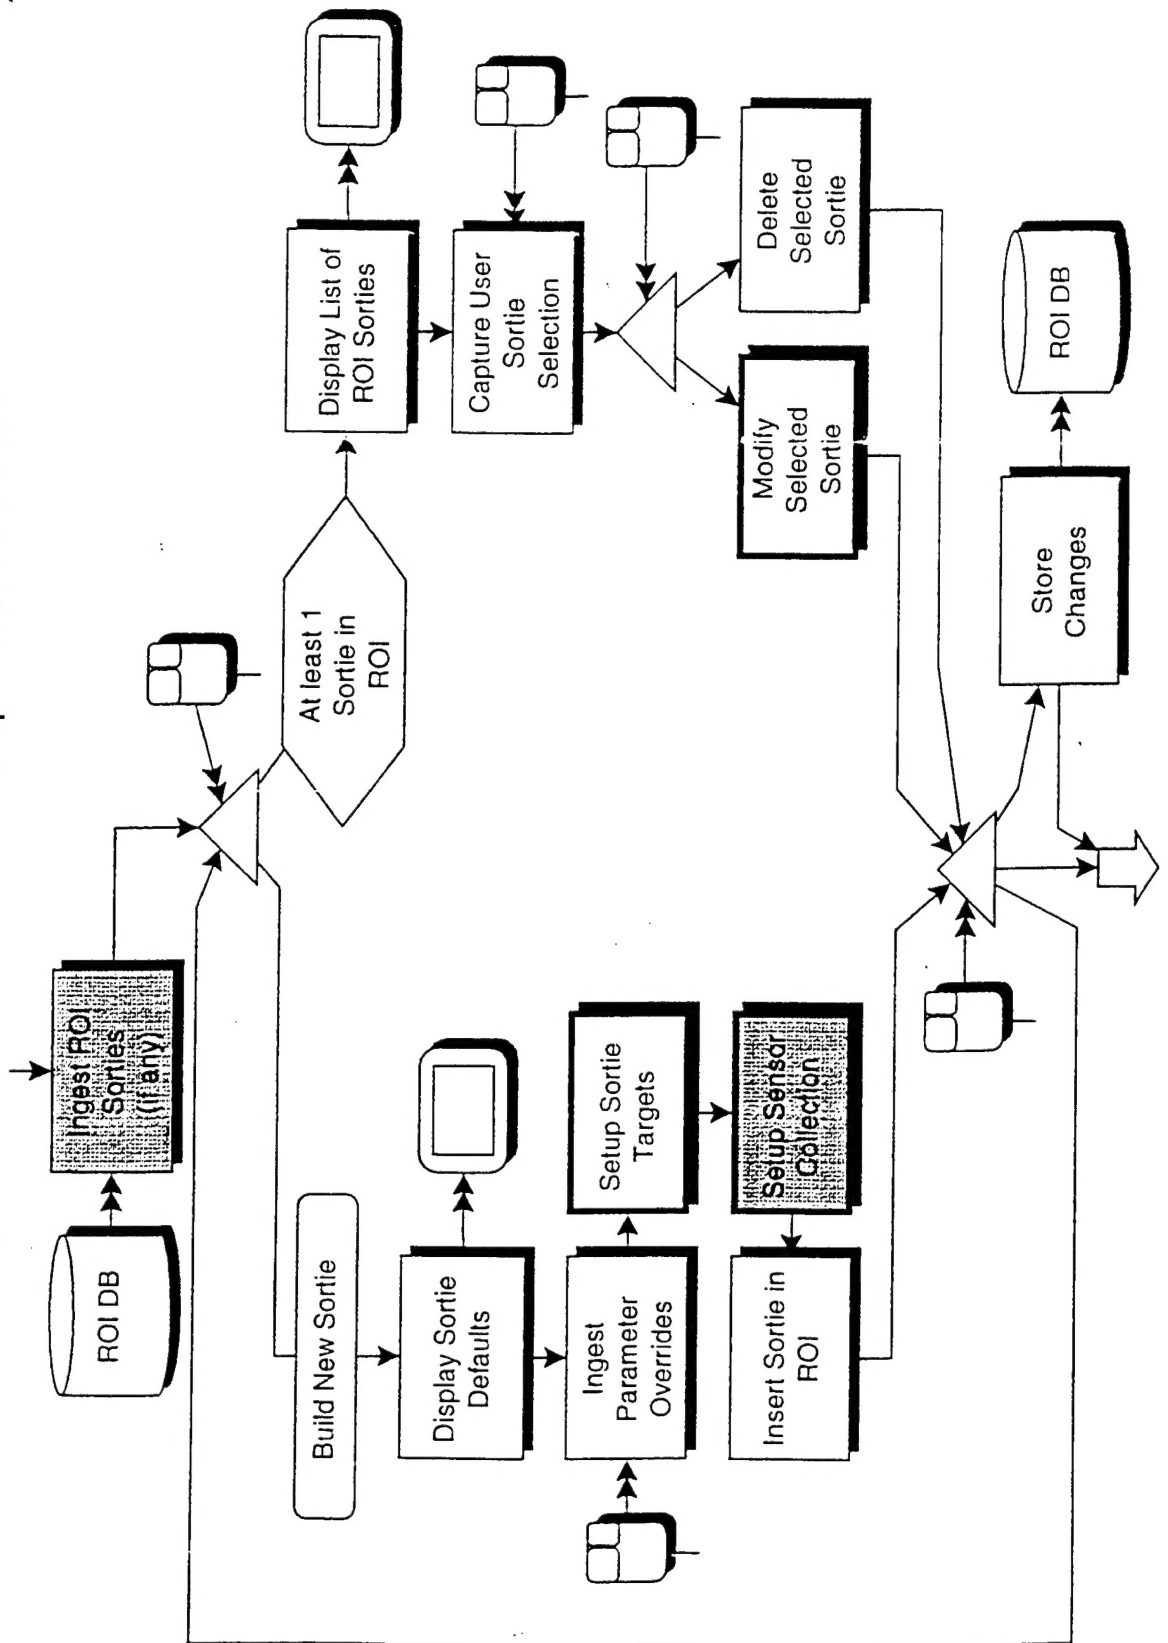 ROI DB
Ingest ROI
Sorties
(if any)
At least 1
Sortie in
ROI
Display List of
ROI Sorties
Capture User
Sortie
Selection
Modify
Selected
Sortie
Delete
Selected
Sortie
Build New Sortie
Display Sortie
Defaults
Ingest
Parameter
Overrides
Setup Sortie
Targets
Setup Sensor
Collection
Insert Sortie in
ROI
Store
Changes
ROI DB